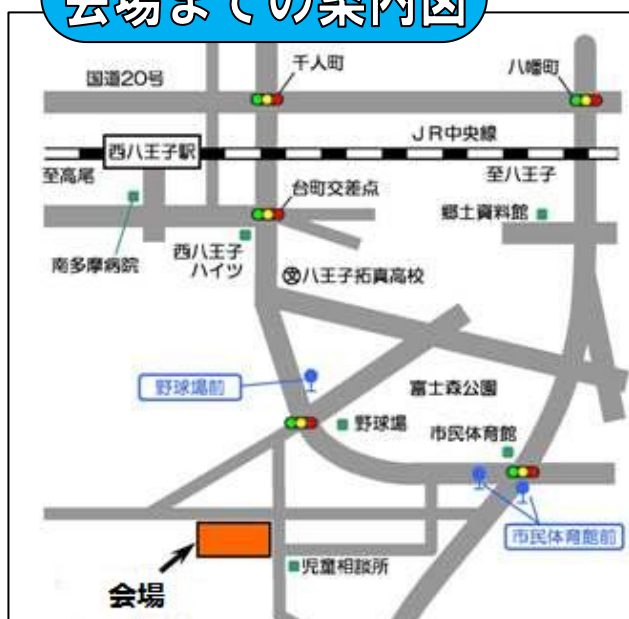 会場までの案内図
千人町
八幡町
国道20号
JR中央線
西八王子駅
至高尾
至八王子
台町交差点
郷土資料館
南多摩病院
西八王子
ハイツ
文八王子拓真高校
野球場前
富士森公園
野球場
市民体育館
市民体育館前
児童相談所
会場